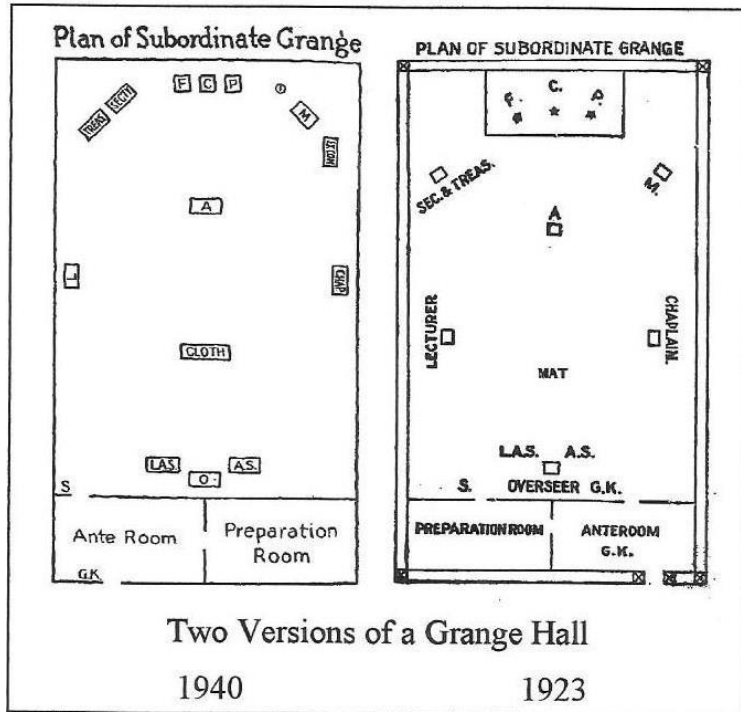 Plan of Subordinate Grange
F C P
TREAS SECTY
M
A
L
CHAP
CLOTH
L.A.S. A.S.
O.
S
Ante Room
Preparation
Room
G.K.
PLAN OF SUBORDINATE GRANGE
F. C. P.
SEC. & TREAS.
M.
A
LECTURER
CHAPLAIN.
MAT
L.A.S. A.S.
S. OVERSEER G.K.
PREPARATION ROOM
ANTEROOM
G.K.
Two Versions of a Grange Hall
1940 1923